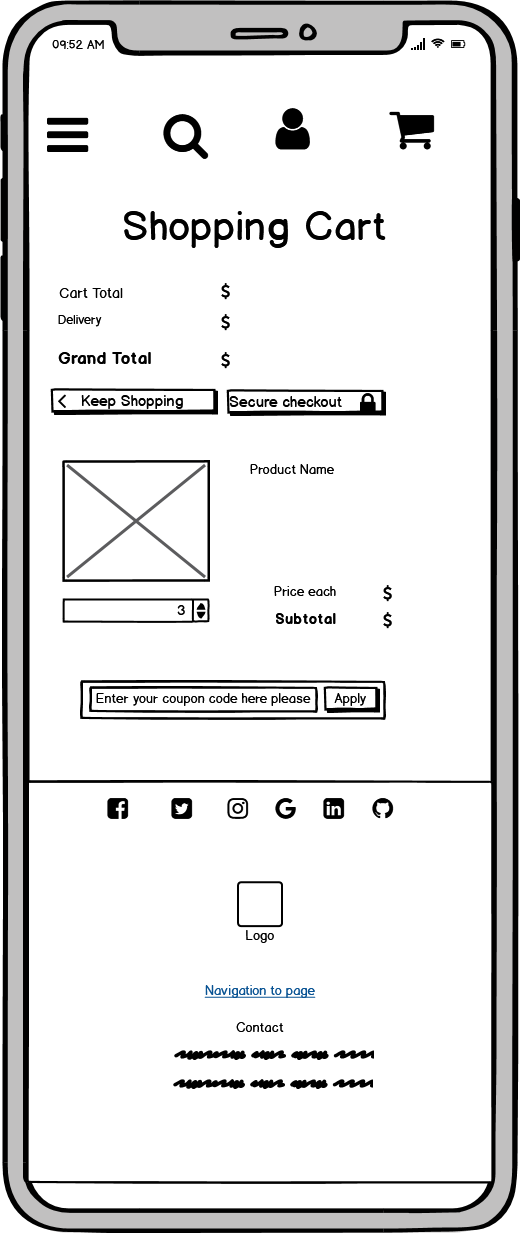 09:52 AM
Shopping Cart
Cart Total $
Delivery $
Grand Total $
Keep Shopping Secure checkout
Product Name
Price each $
3
Subtotal $
Enter your coupon code here please Apply
Logo
Navigation to page
Contact